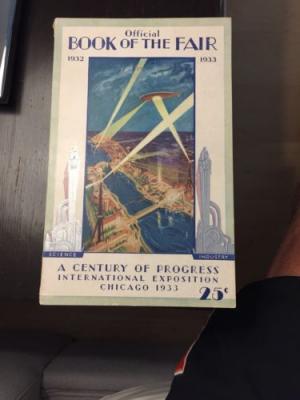 Official
BOOK OF THE FAIR
1932 1933
SCIENCE INDUSTRY
A CENTURY OF PROGRESS
INTERNATIONAL EXPOSITION
CHICAGO 1933
25¢